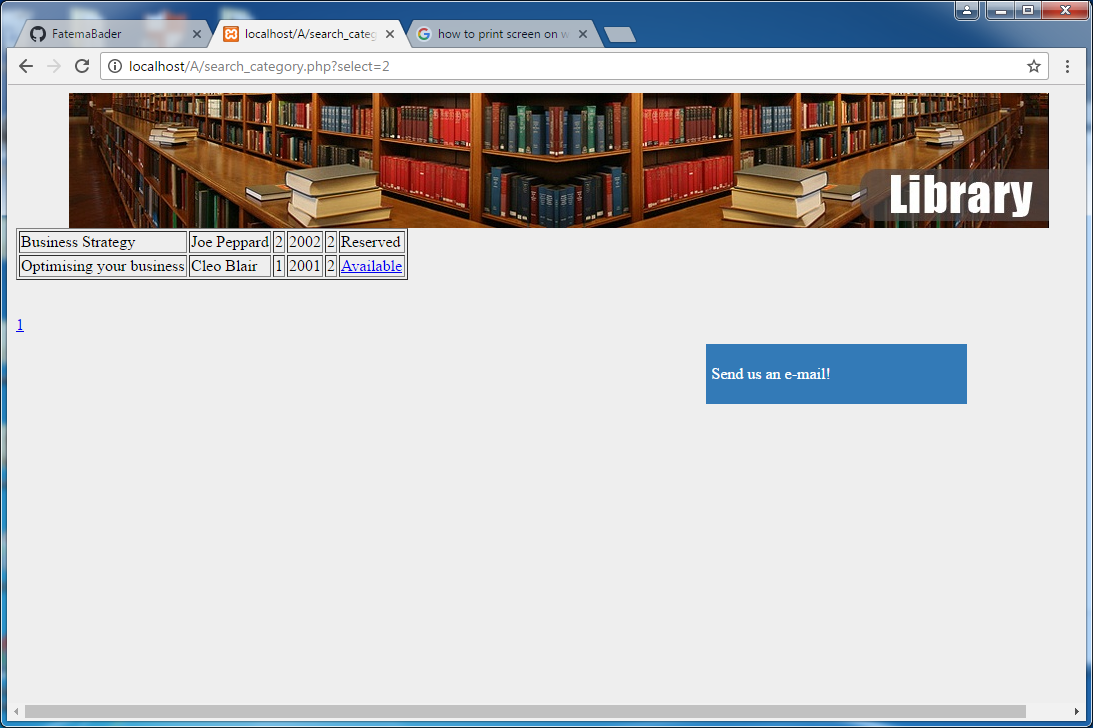 FatemaBader
localhost/A/search_categ
how to print screen on w
localhost/A/search_category.php?select=2
Library
Business Strategy Joe Peppard 2 2002 2 Reserved
Optimising your business Cleo Blair 1 2001 2 Available
1
Send us an e-mail!